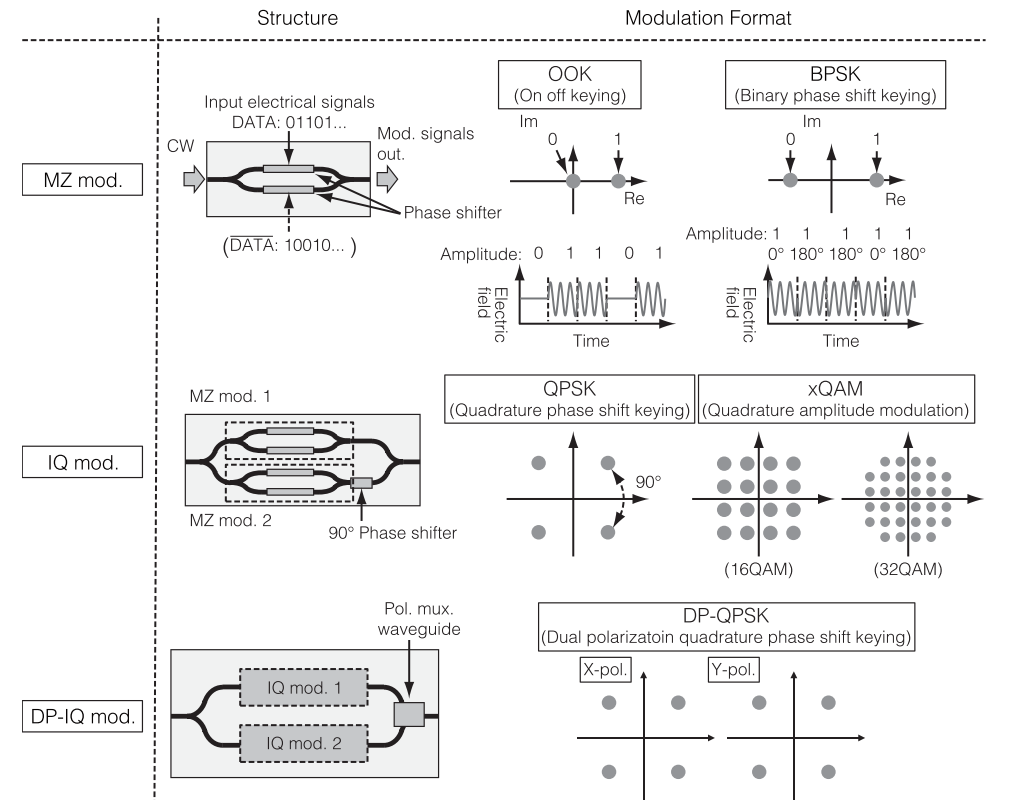 Structure
Modulation Format
MZ mod.
Input electrical signals
DATA: 01101...
CW
Mod. signals
out.
Phase shifter
(DATA: 10010... )
OOK
(On off keying)
Im
0
1
Re
Amplitude: 0 1 1 0 1
Electric
field
Time
BPSK
(Binary phase shift keying)
Im
0
1
Re
Amplitude: 1 1 1 1 1
0° 180° 180° 0° 180°
Electric
field
Time
IQ mod.
MZ mod. 1
MZ mod. 2
90° Phase shifter
QPSK
(Quadrature phase shift keying)
90°
xQAM
(Quadrature amplitude modulation)
(16QAM)
(32QAM)
DP-IQ mod.
Pol. mux.
waveguide
IQ mod. 1
IQ mod. 2
DP-QPSK
(Dual polarizatoin quadrature phase shift keying)
X-pol.
Y-pol.